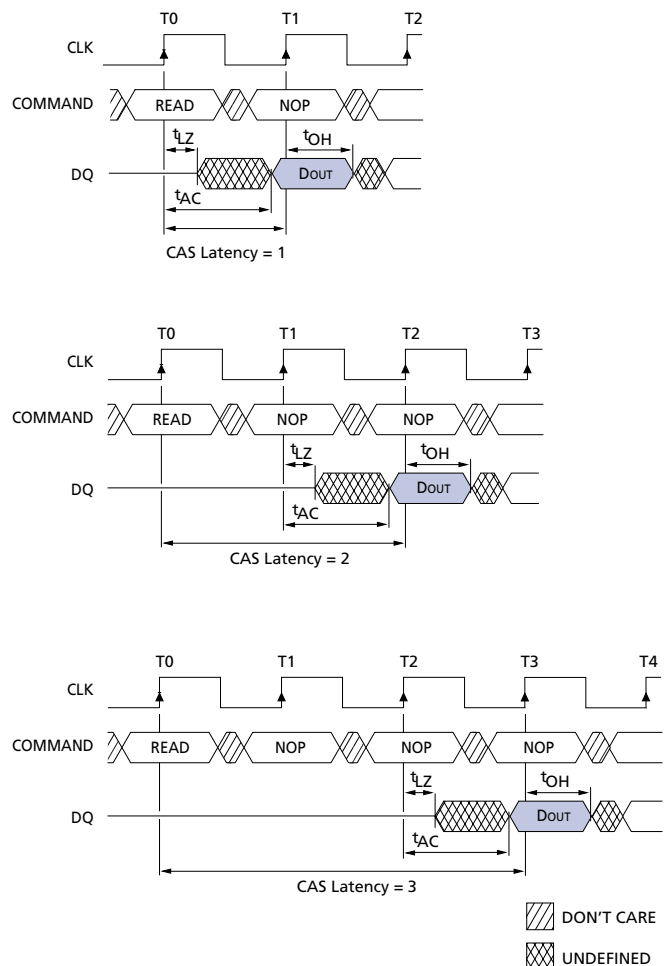 T0 T1 T2
CLK
COMMAND READ NOP
tLZ tOH
DQ DOUT
tAC
CAS Latency = 1
T0 T1 T2 T3
CLK
COMMAND READ NOP NOP
tLZ tOH
DQ DOUT
tAC
CAS Latency = 2
T0 T1 T2 T3 T4
CLK
COMMAND READ NOP NOP NOP
tLZ tOH
DQ DOUT
tAC
CAS Latency = 3
DON'T CARE
UNDEFINED